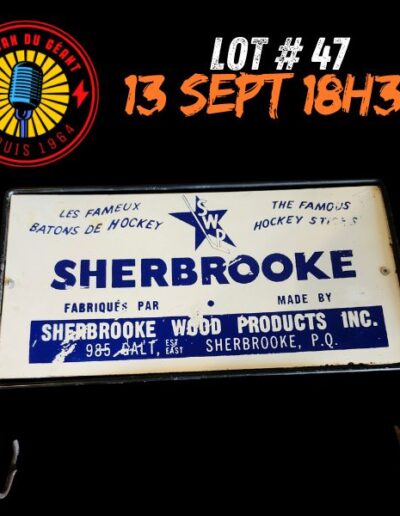 LOT # 47
13 SEPT 18H3
DU GÉANT
1964
LES FAMEUX
BATONS DE HOCKEY
SWP
THE FAMOUS
HOCKEY STICKS
SHERBROOKE
FABRIQUÉS PAR • MADE BY
SHERBROOKE WOOD PRODUCTS INC.
985 GALT, EST EAST SHERBROOKE, P.Q.